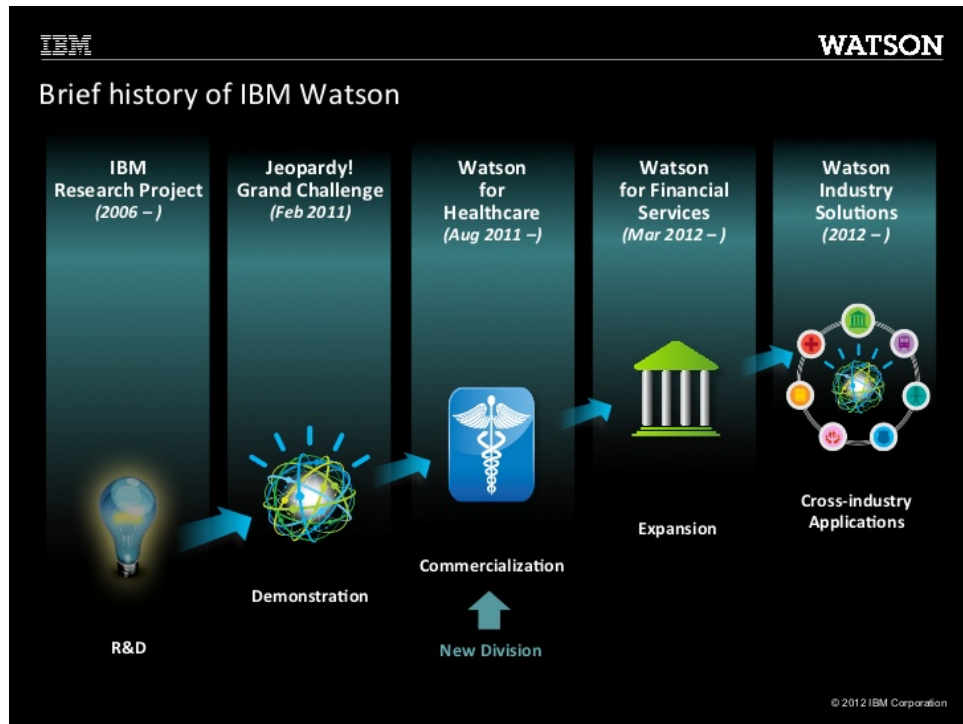 IBM
WATSON
Brief history of IBM Watson
IBM
Research Project
(2006 – )
Jeopardy!
Grand Challenge
(Feb 2011)
Watson
for
Healthcare
(Aug 2011 –)
Watson
for Financial
Services
(Mar 2012 – )
Watson
Industry
Solutions
(2012 – )
R&D
Demonstration
Commercialization
New Division
Expansion
Cross-industry
Applications
© 2012 IBM Corporation